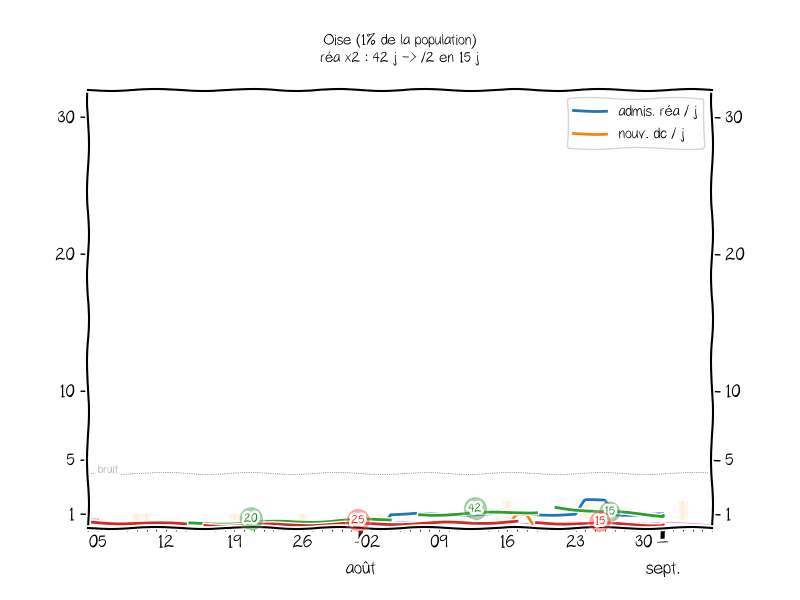 Oise (1% de la population)
réa x2 : 42 j -> /2 en 15 j
admis. réa / j
nouv. dc / j
30
30
20
20
10
10
5
5
bruit
1
1
20
25
42
15
15
05 12 19 26 02 09 16 23 30
août sept.